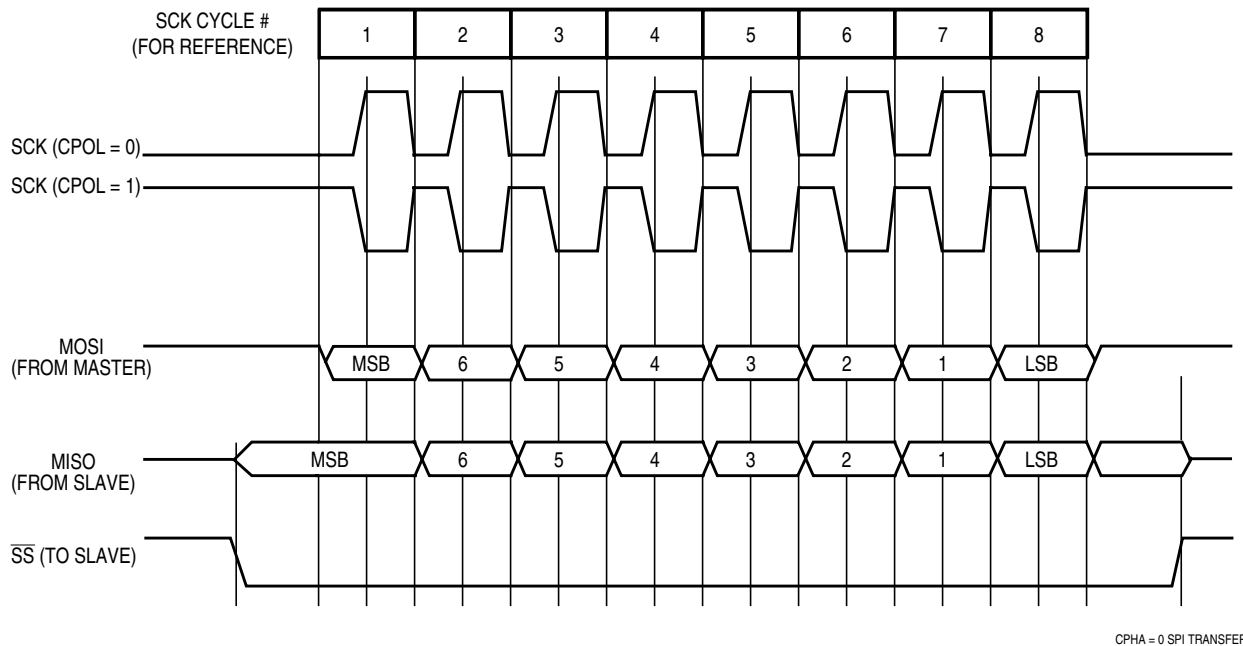 SCK CYCLE #
(FOR REFERENCE)
1 2 3 4 5 6 7 8
SCK (CPOL = 0)
SCK (CPOL = 1)
MOSI
(FROM MASTER)
MSB 6 5 4 3 2 1 LSB
MISO
(FROM SLAVE)
MSB 6 5 4 3 2 1 LSB
S̅S̅ (TO SLAVE)
CPHA = 0 SPI TRANSFER